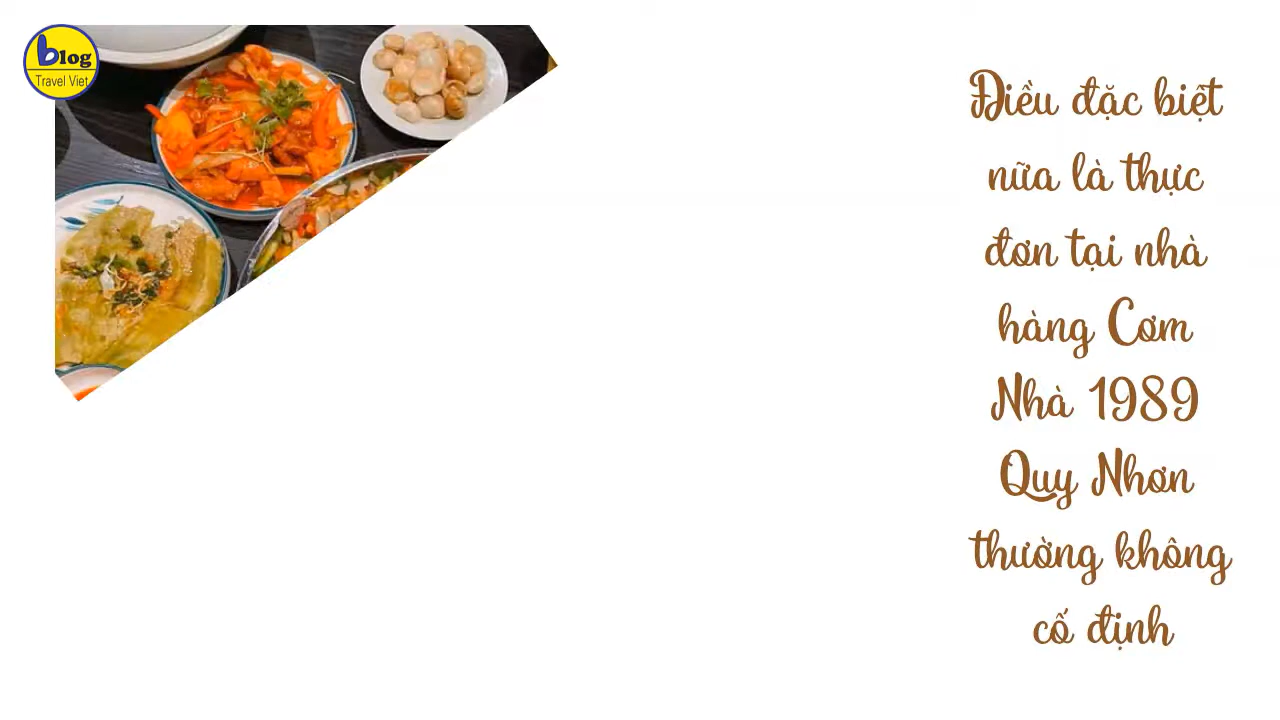 blog
Travel Viet
Điều đặc biệt
nữa là thực
đơn tại nhà
hàng Cơm
Nhà 1989
Quy Nhơn
thường không
cố định